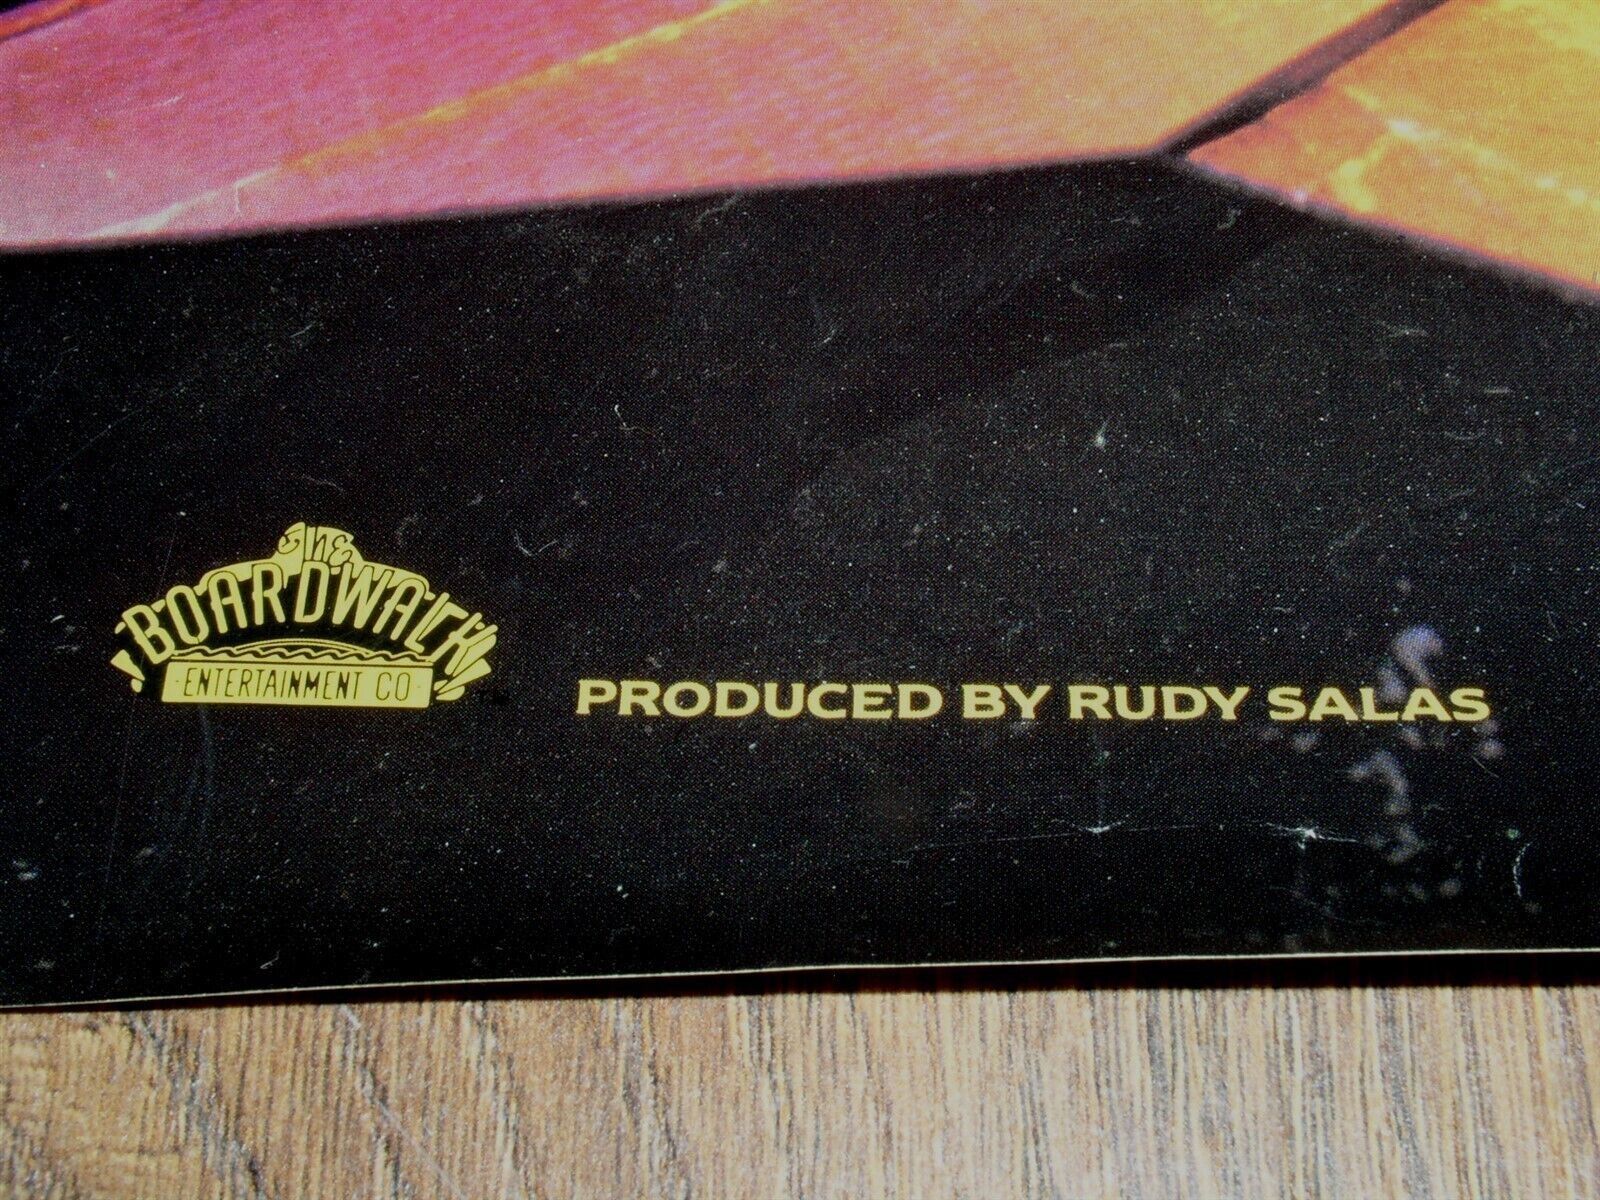 The
BOARDWALK
·ENTERTAINMENT CO·
PRODUCED BY RUDY SALAS